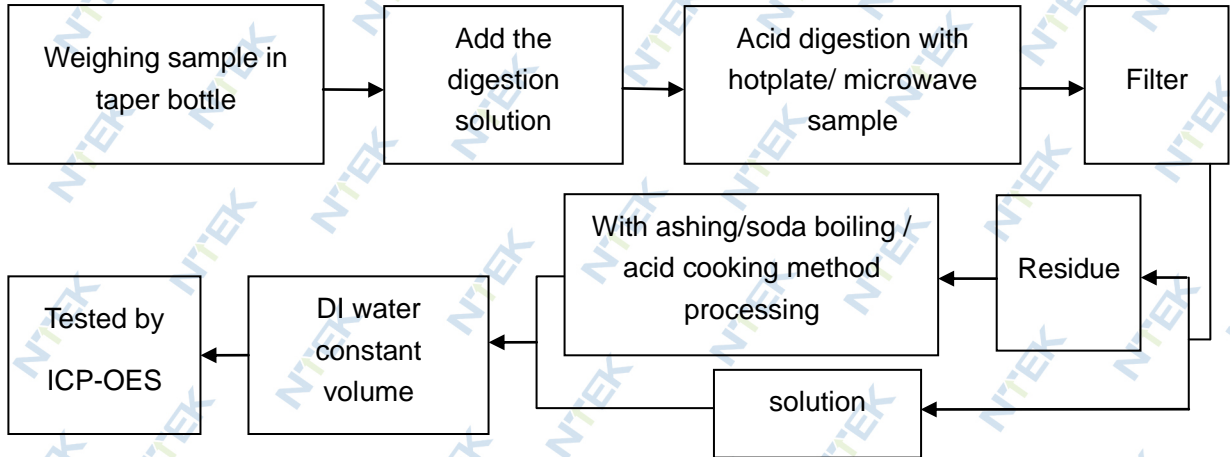 Weighing sample in
taper bottle
Add the
digestion
solution
Acid digestion with
hotplate/ microwave
sample
Filter
Residue
With ashing/soda boiling /
acid cooking method
processing
solution
DI water
constant
volume
Tested by
ICP-OES
NTEK